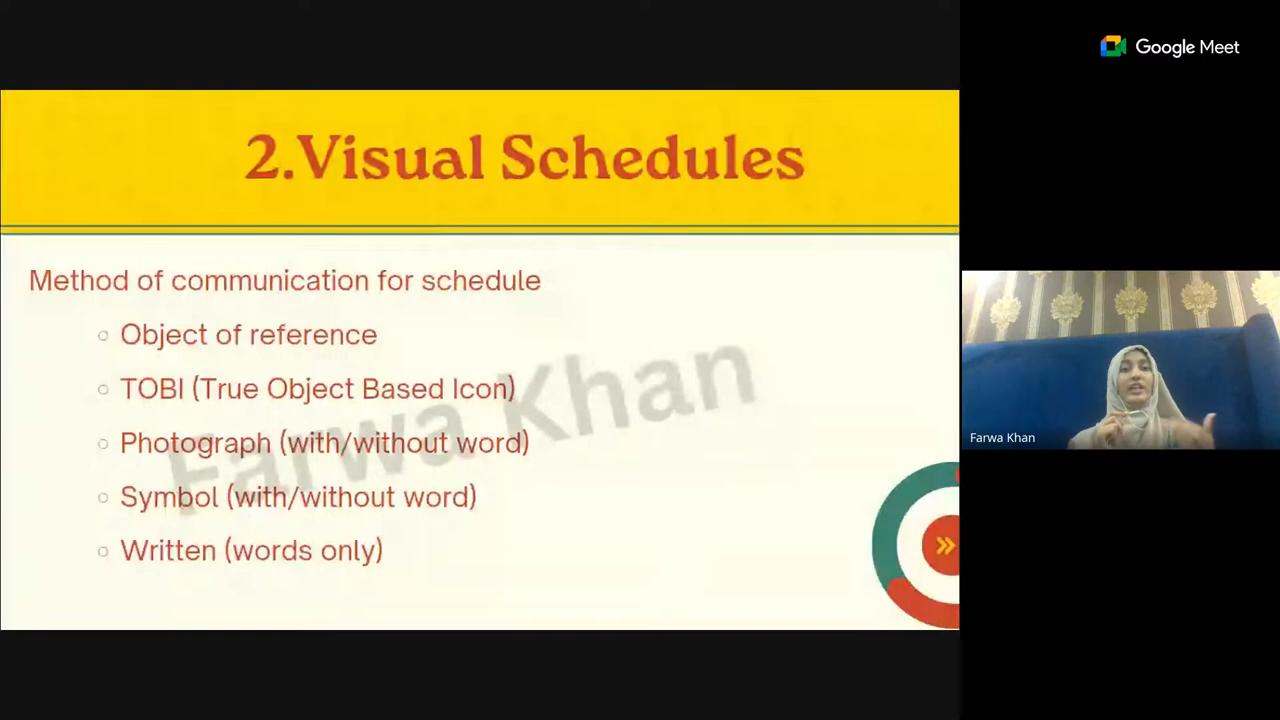 Google Meet
2.Visual Schedules
Method of communication for schedule
Object of reference
TOBI (True Object Based Icon)
Photograph (with/without word)
Symbol (with/without word)
Written (words only)
Farwa Khan
Farwa Khan